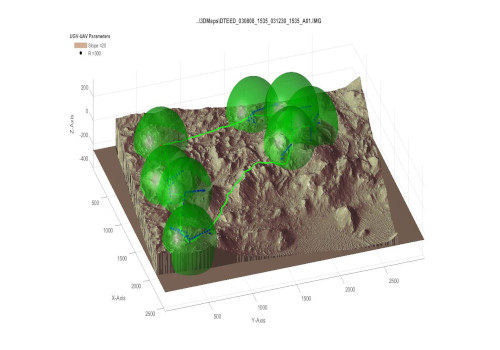 ..\3DMaps\DTEED_030808_1535_031230_1535_A01.IMG
UGV-UAV Parameters
Slope >20
R =300
200
0
-200
-400
Z-Axis
500
1000
1500
2000
2500
X-Axis
500
1000
1500
2000
2500
Y-Axis